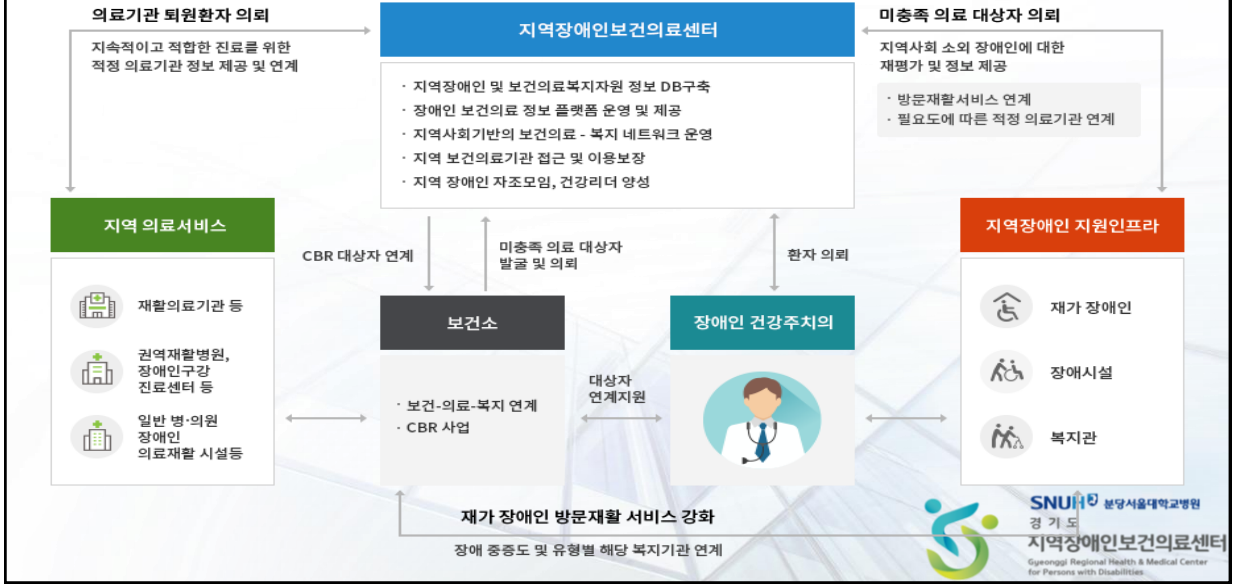 의료기관 퇴원환자 의뢰
지속적이고 적합한 진료를 위한
적정 의료기관 정보 제공 및 연계
지역장애인보건의료센터
· 지역장애인 및 보건의료복지자원 정보 DB구축
· 장애인 보건의료 정보 플랫폼 운영 및 제공
· 지역사회기반의 보건의료 - 복지 네트워크 운영
· 지역 보건의료기관 접근 및 이용보장
· 지역 장애인 자조모임, 건강리더 양성
미충족 의료 대상자 의뢰
지역사회 소외 장애인에 대한
재평가 및 정보 제공
· 방문재활서비스 연계
· 필요도에 따른 적정 의료기관 연계
지역 의료서비스
재활의료기관 등
권역재활병원,
장애인구강
진료센터 등
일반 병·의원
장애인
의료재활 시설등
CBR 대상자 연계
미충족 의료 대상자
발굴 및 의뢰
환자 의뢰
보건소
· 보건-의료-복지 연계
· CBR 사업
대상자
연계지원
장애인 건강주치의
지역장애인 지원인프라
재가 장애인
장애시설
복지관
재가 장애인 방문재활 서비스 강화
장애 중증도 및 유형별 해당 복지기관 연계
SNUH 분당서울대학교병원
경기도
지역장애인보건의료센터
Gyeonggi Regional Health & Medical Center
for Persons with Disabilities